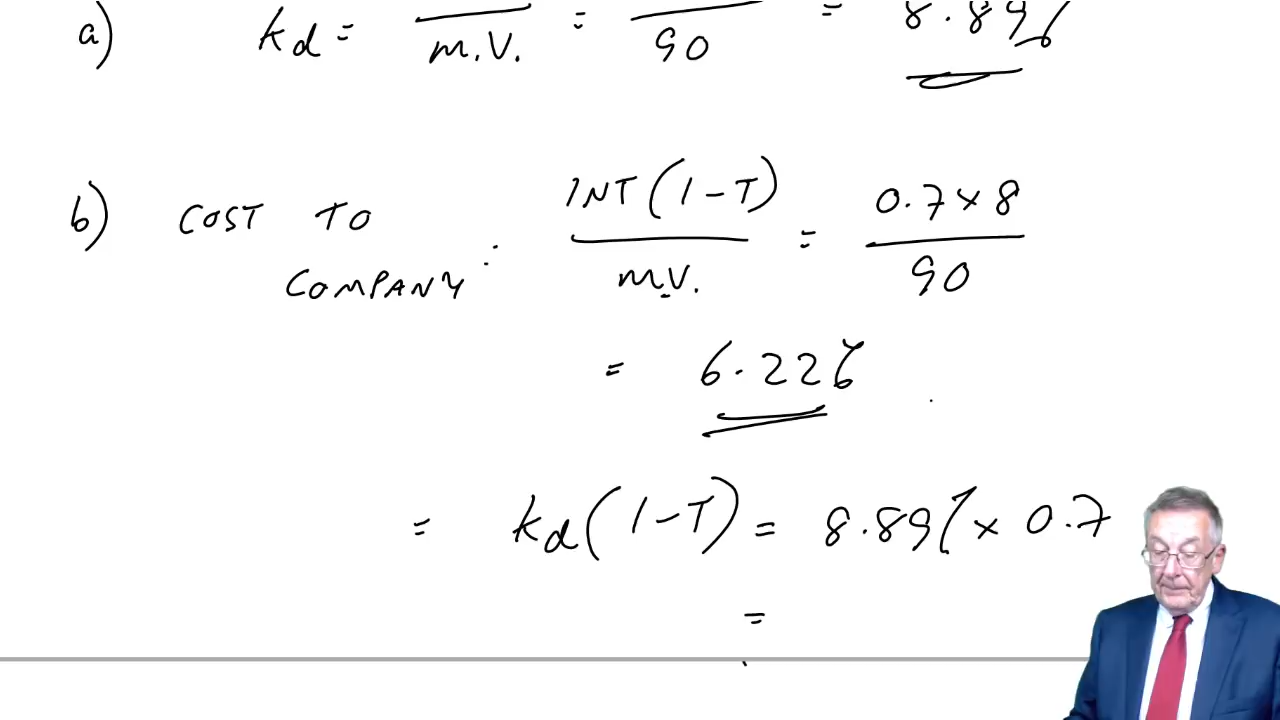 a) kd = / m.V. = / 90 = 8.89%
b) COST TO COMPANY : INT(1-T) / m.V. = 0.7 x 8 / 90
= 6.22%
= kd(1-T) = 8.89% x 0.7
=